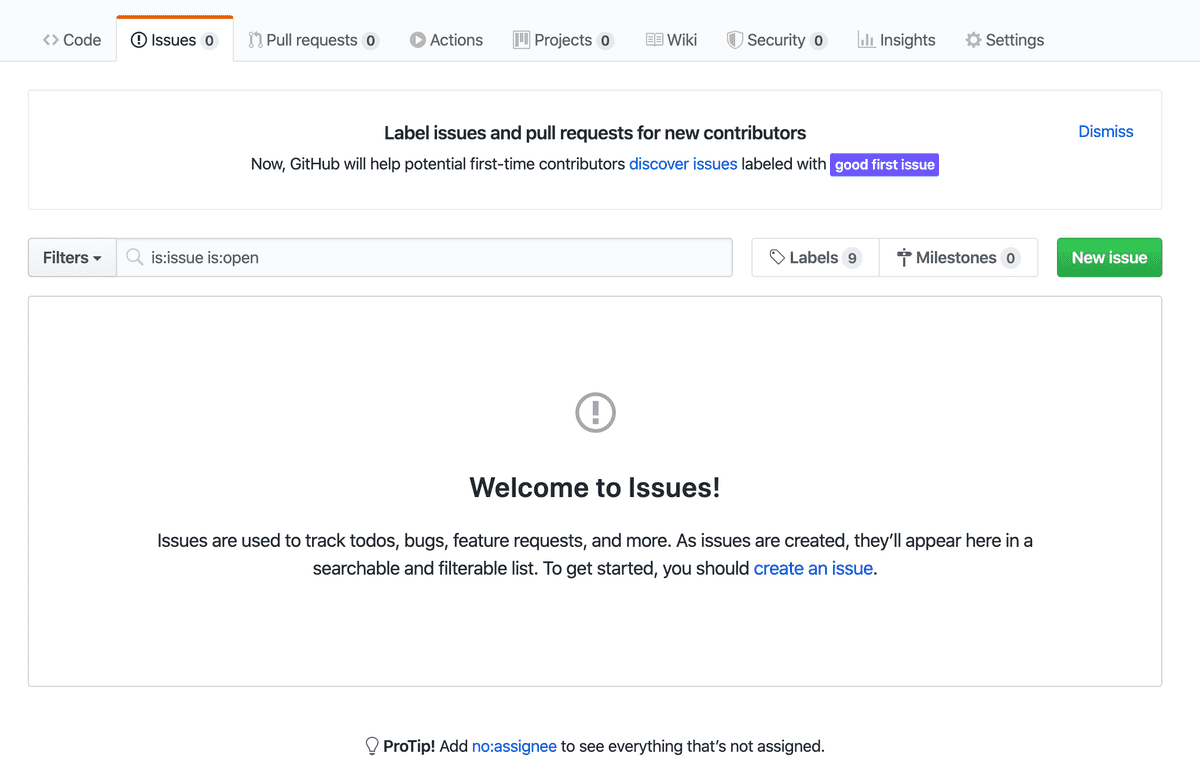 Code Issues 0 Pull requests 0 Actions Projects 0 Wiki Security 0 Insights Settings
Label issues and pull requests for new contributors Dismiss
Now, GitHub will help potential first-time contributors discover issues labeled with good first issue
Filters is:issue is:open Labels 9 Milestones 0 New issue
Welcome to Issues!
Issues are used to track todos, bugs, feature requests, and more. As issues are created, they’ll appear here in a
searchable and filterable list. To get started, you should create an issue.
ProTip! Add no:assignee to see everything that’s not assigned.